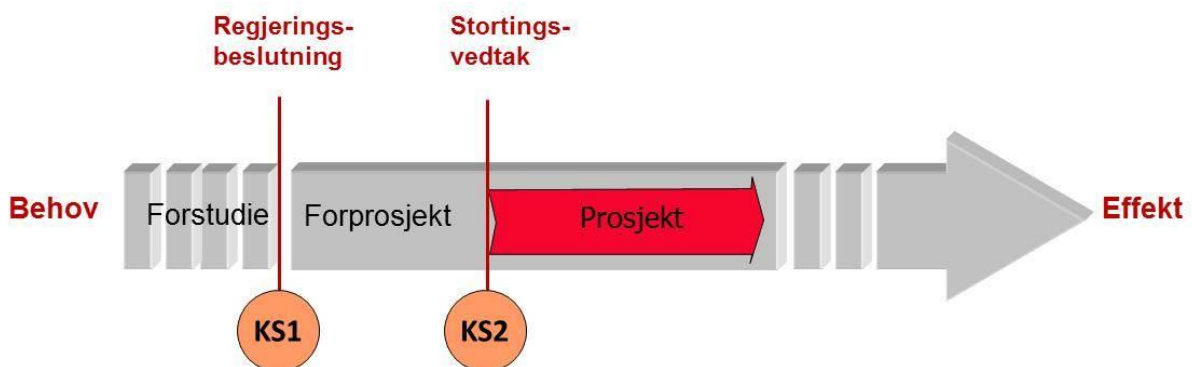 Regjerings-
beslutning
Stortings-
vedtak
Behov
Forstudie
Forprosjekt
Prosjekt
Effekt
KS1
KS2